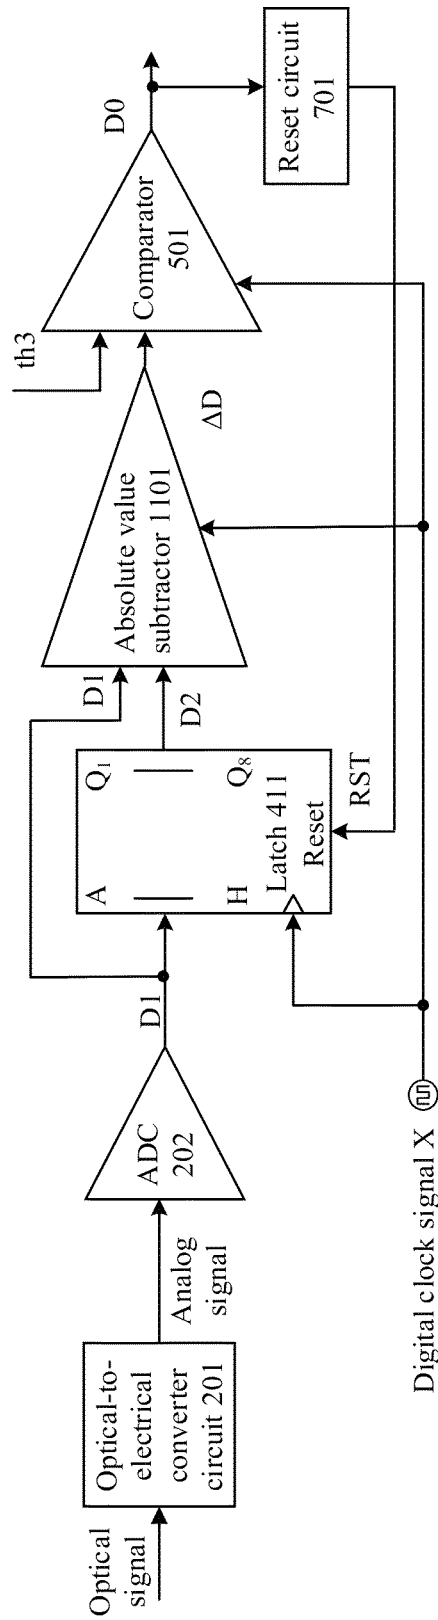 Optical
signal
Optical-to-
electrical
converter
circuit 201
Analog
signal
ADC
202
D1
A
H
Q1
Q8
Latch 411
Reset
RST
D1
D2
Absolute value
subtractor 1101
ΔD
th3
Comparator
501
D0
Reset circuit
701
Digital clock signal X